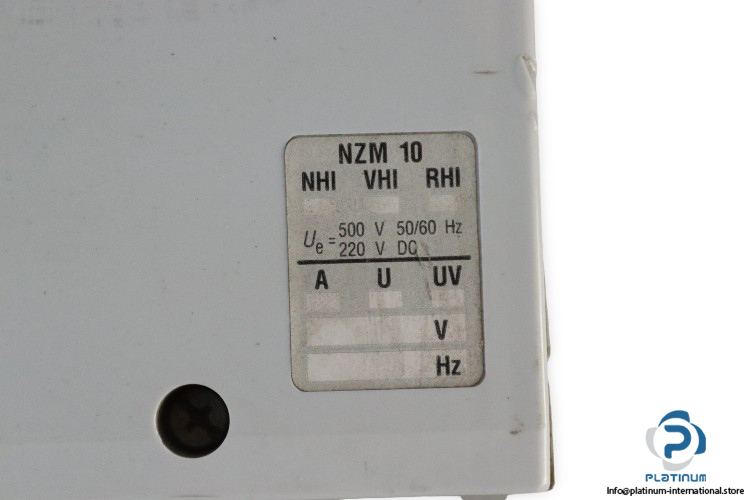 NZM 10
NHI VHI RHI
Ue = 500 V 50/60 Hz
220 V DC
A U UV
V
Hz
PLATINUM
Info@platinum-international.store